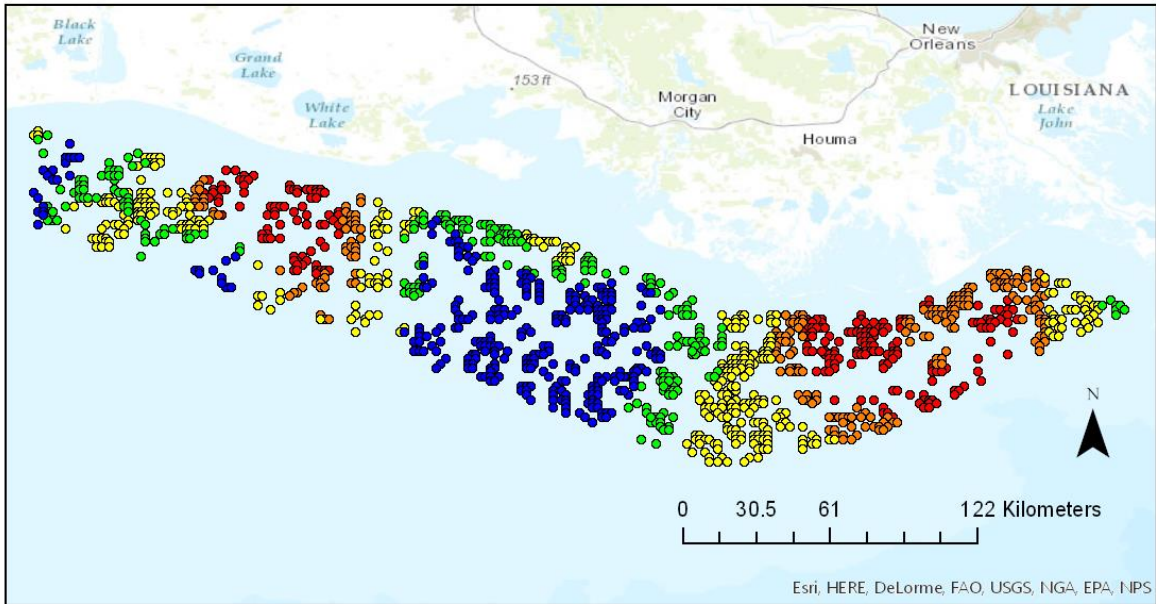 Black
Lake
Grand
Lake
White
Lake
153 ft
Morgan
City
Houma
New
Orleans
LOUISIANA
Lake
John
N
0 30.5 61 122 Kilometers
Esri, HERE, DeLorme, FAO, USGS, NGA, EPA, NPS